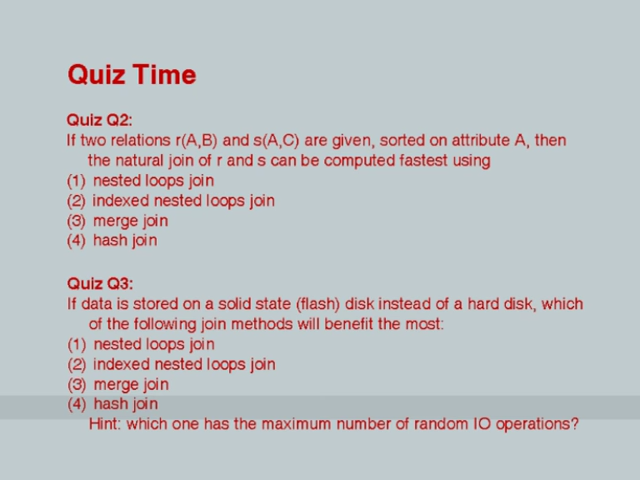 Quiz Time
Quiz Q2:
If two relations r(A,B) and s(A,C) are given, sorted on attribute A, then
the natural join of r and s can be computed fastest using
(1) nested loops join
(2) indexed nested loops join
(3) merge join
(4) hash join
Quiz Q3:
If data is stored on a solid state (flash) disk instead of a hard disk, which
of the following join methods will benefit the most:
(1) nested loops join
(2) indexed nested loops join
(3) merge join
(4) hash join
Hint: which one has the maximum number of random IO operations?